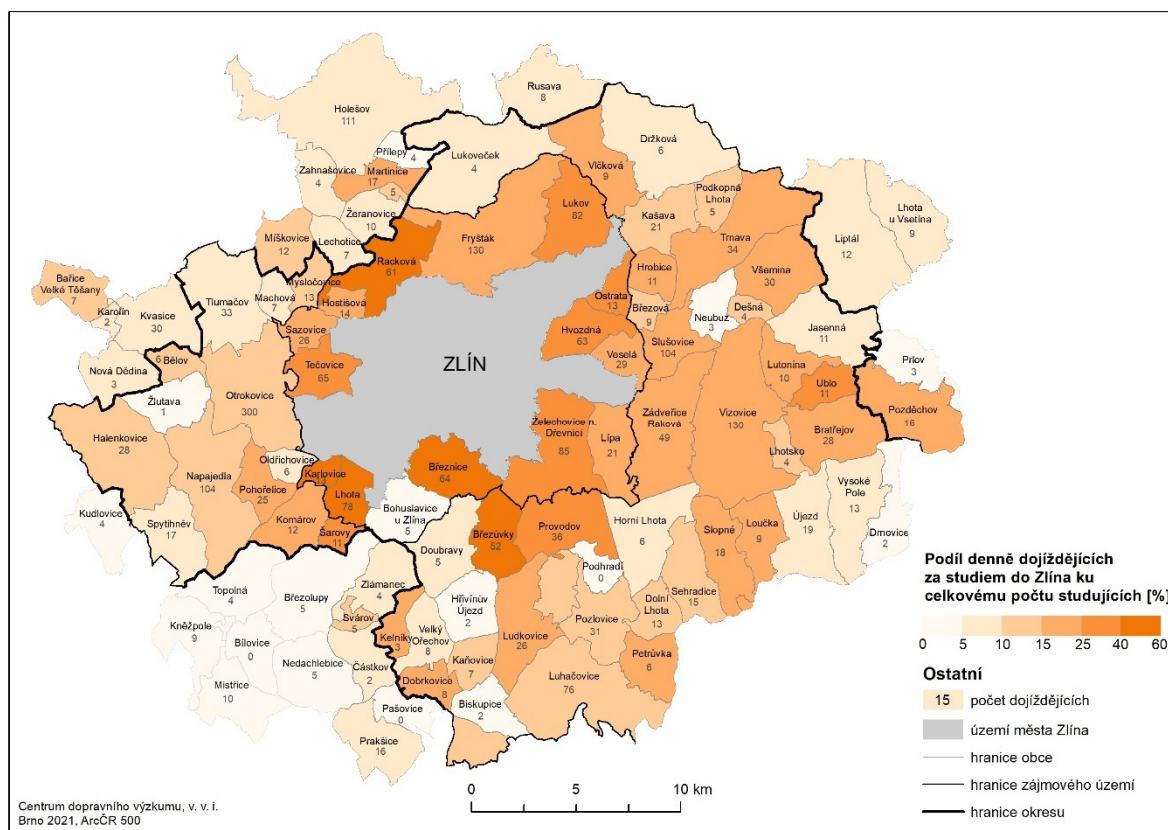 Rusava
8
Holešov
111
Držková
6
Přílepy
4
Lukoveček
4
Vlčková
9
Zahnašovice
4
Martinice
17
5
Podkopná
Lhota
5
Lhota
u Vsetína
9
Lukov
82
Kašava
21
Žeranovice
10
Liptál
12
Míškovice
12
Lechotice
7
Fryšták
130
Trnava
34
Racková
61
Hrobice
11
Všemina
30
Bařice
Velké Těšany
7
Mysločovice
13
Karolín
2
Kvasice
30
Tlumačov
33
Machová
7
Hostišová
14
Ostrata
13
Březová
9
Neubuz
3
Dešná
4
Sazovice
26
Hvozdná
63
Slušovice
104
Jasenná
11
Veselá
29
ZLÍN
Bělov
6
Tečovice
65
Nová Dědina
3
Lutonina
10
Prlov
3
Ublo
11
Žlutava
1
Otrokovice
300
Zádveřice
Raková
49
Vizovice
130
Pozděchov
16
Halenkovice
28
Želechovice n.
Dřevnicí
85
Lípa
21
Bratřejov
28
Lhotsko
4
Oldřichovice
6
Napajedla
104
Karlovice
Březnice
64
Pohořelice
25
Lhota
78
Vysoké
Pole
13
Kudlovice
4
Bohuslavice
u Zlína
5
Újezd
19
Spytihněv
17
Komárov
12
Šarovy
11
Březůvky
52
Provodov
36
Horní Lhota
6
Slopné
18
Loučka
9
Drnovice
2
Doubravy
5
Podhradí
0
Topolná
4
Březolupy
5
Zlámanec
4
Hřivínův
Újezd
2
Sehradice
15
Dolní
Lhota
13
Kněžpole
9
Svárov
5
Pozlovice
31
Bílovice
0
Kelníky
3
Velký
Ořechov
8
Ludkovice
26
Nedachlebice
5
Kaňovice
7
Petrůvka
6
Částkov
2
Mistřice
10
Dobrkovice
8
Luhačovice
76
Pašovice
0
Biskupice
2
Prakšice
16
Podíl denně dojíždějících
za studiem do Zlína ku
celkovému počtu studujících [%]
0 5 10 15 25 40 60
Ostatní
15 počet dojíždějících
území města Zlína
hranice obce
hranice zájmového území
hranice okresu
0 5 10 km
Centrum dopravního výzkumu, v. v. i.
Brno 2021, ArcČR 500